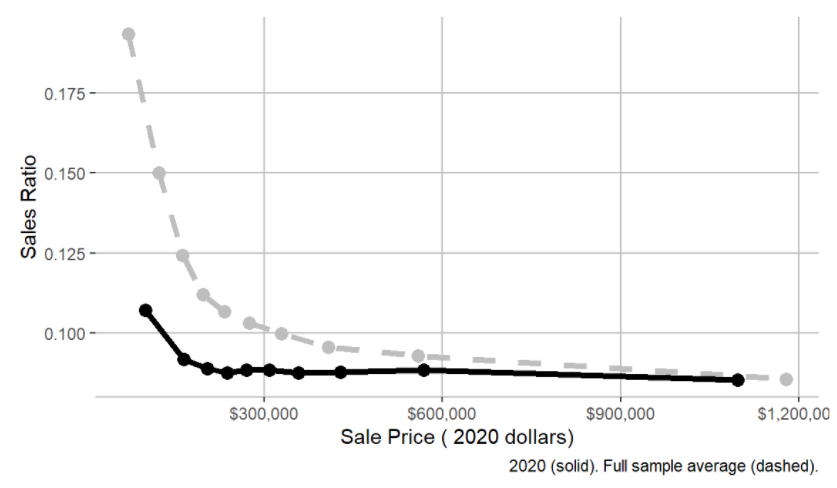 0.175
0.150
0.125
0.100
Sales Ratio
$300,000
$600,000
$900,000
$1,200,00
Sale Price ( 2020 dollars)
2020 (solid). Full sample average (dashed).